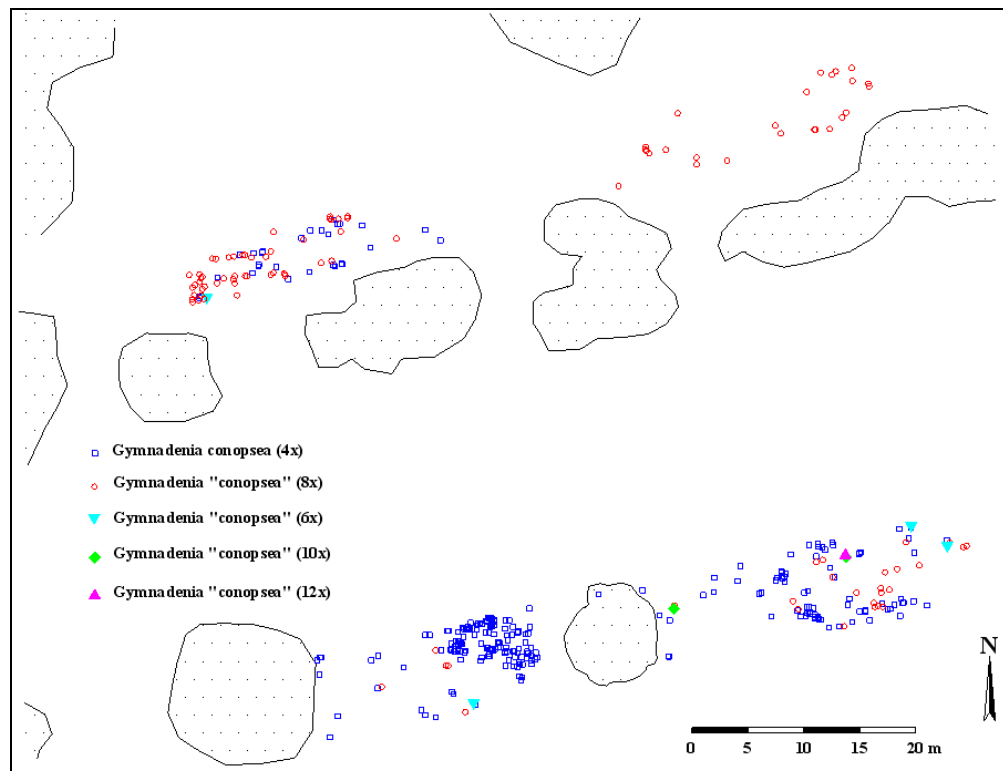 Gymnadenia conopsea (4x)
Gymnadenia "conopsea" (8x)
Gymnadenia "conopsea" (6x)
Gymnadenia "conopsea" (10x)
Gymnadenia "conopsea" (12x)
N
0 5 10 15 20 m